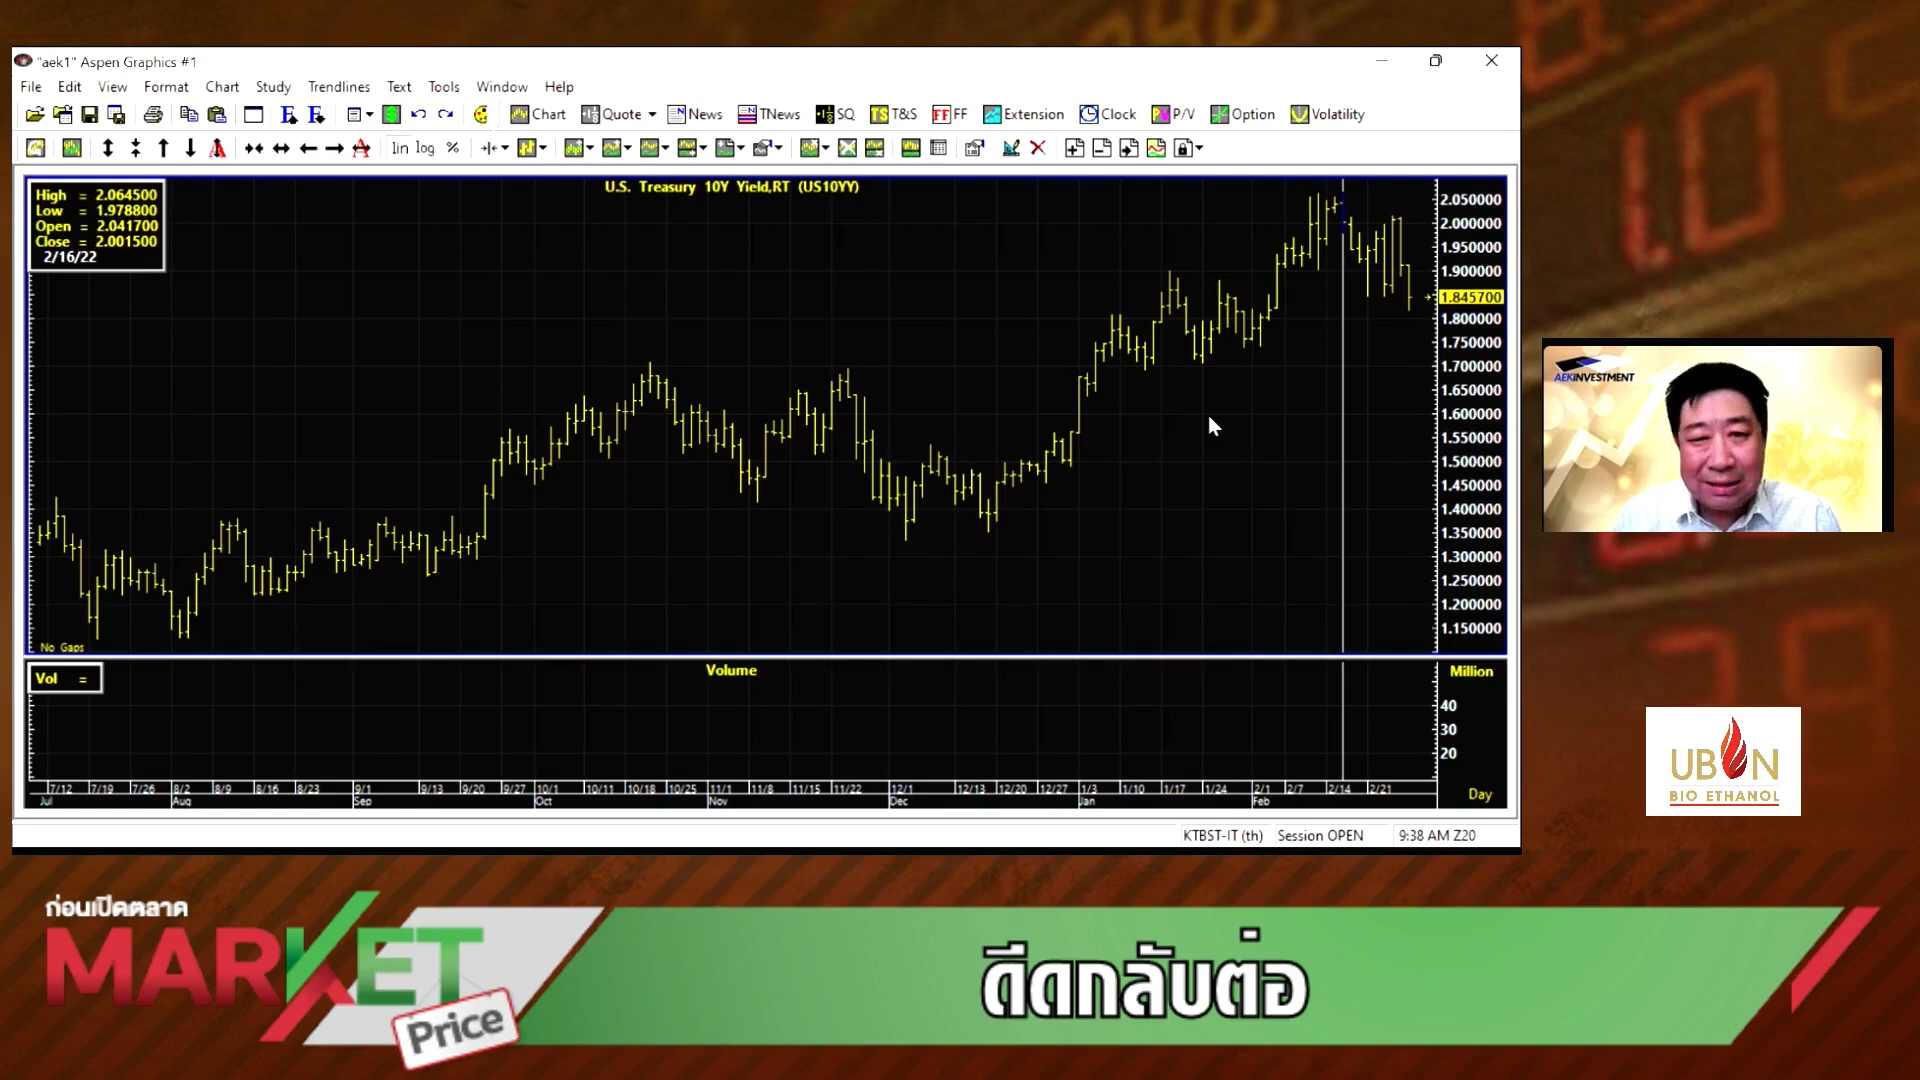 "aek1" Aspen Graphics #1
File Edit View Format Chart Study Trendlines Text Tools Window Help
Chart Quote News TNews SQ TS T&S FF FF Extension Clock P/V Option Volatility
lin log %
U.S. Treasury 10Y Yield,RT (US10YY)
High = 2.064500
Low = 1.978800
Open = 2.041700
Close = 2.001500
2/16/22
2.050000
2.000000
1.950000
1.900000
1.845700
1.800000
1.750000
1.700000
1.650000
1.600000
1.550000
1.500000
1.450000
1.400000
1.350000
1.300000
1.250000
1.200000
1.150000
No Gaps
Vol =
Volume
Million
40
30
20
7/12 7/19 7/26 8/2 8/9 8/16 8/23 9/1 9/13 9/20 9/27 10/1 10/11 10/18 10/25 11/1 11/8 11/15 11/22 12/1 12/13 12/20 12/27 1/3 1/10 1/17 1/24 2/1 2/7 2/14 2/21
Jul Aug Sep Oct Nov Dec Jan Feb
Day
KTBST-IT (th) Session OPEN 9:38 AM Z20
AEKINVESTMENT
UBON
BIO ETHANOL
ก่อนเปิดตลาด
MARKET
Price
ดีดกลับต่อ